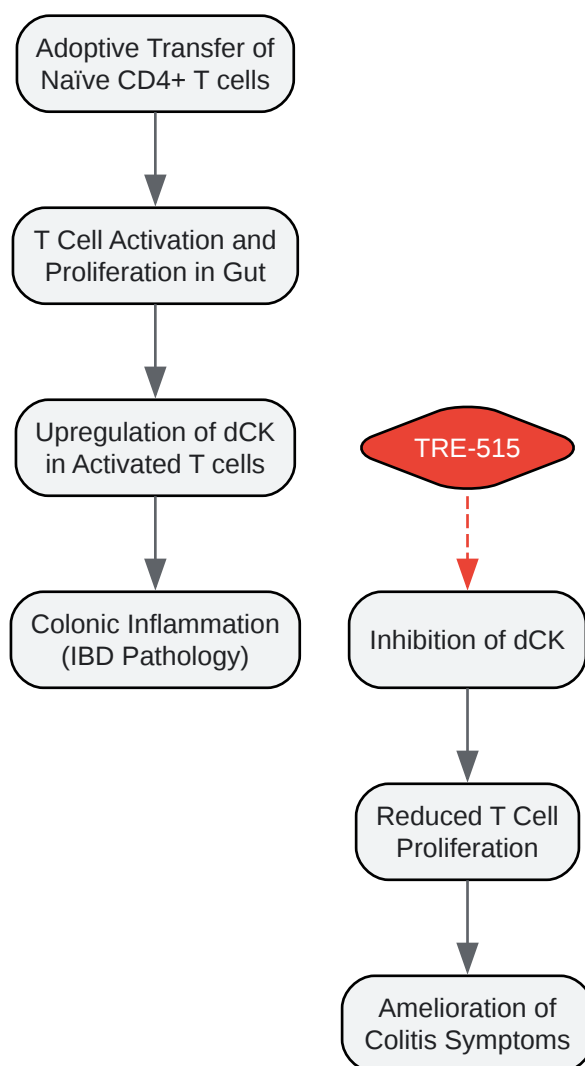 Adoptive Transfer of
Naïve CD4+ T cells
T Cell Activation and
Proliferation in Gut
Upregulation of dCK
in Activated T cells
Colonic Inflammation
(IBD Pathology)
TRE-515
Inhibition of dCK
Reduced T Cell
Proliferation
Amelioration of
Colitis Symptoms